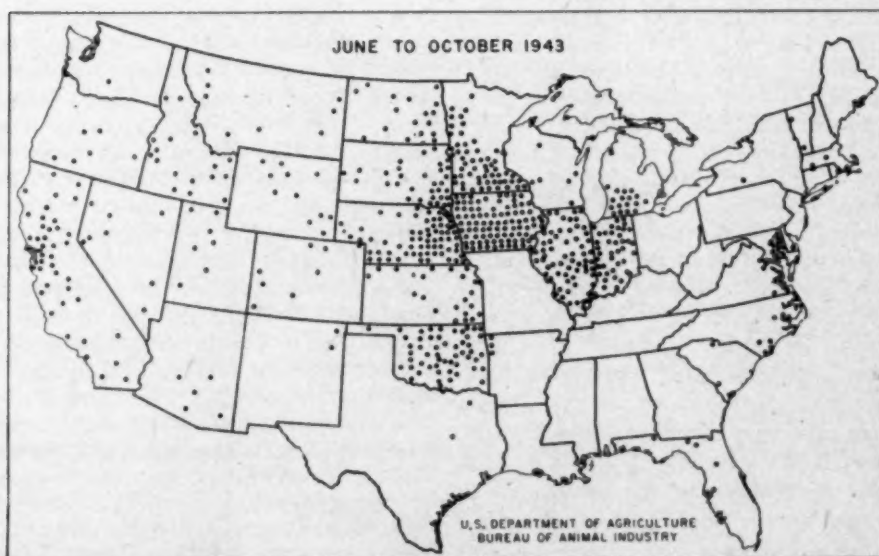 JUNE TO OCTOBER 1943
U.S. DEPARTMENT OF AGRICULTURE
BUREAU OF ANIMAL INDUSTRY